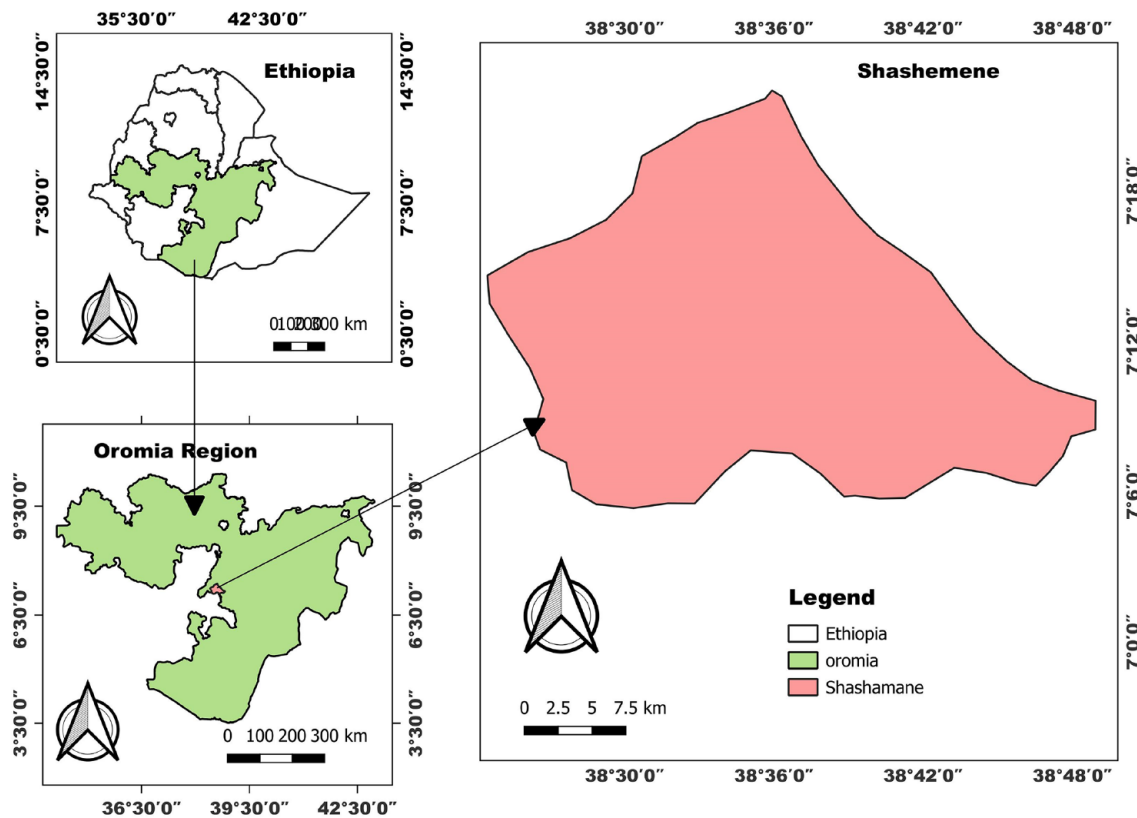 35°30′0″ 42°30′0″
Ethiopia
14°30′0″
7°30′0″
0°30′0″
14°30′0″
7°30′0″
0°30′0″
0 100 200 300 km
Oromia Region
9°30′0″
6°30′0″
3°30′0″
9°30′0″
6°30′0″
3°30′0″
0 100 200 300 km
36°30′0″ 39°30′0″ 42°30′0″
38°30′0″ 38°36′0″ 38°42′0″ 38°48′0″
Shashemene
7°18′0″
7°12′0″
7°6′0″
7°0′0″
Legend
Ethiopia
oromia
Shashamane
0 2.5 5 7.5 km
38°30′0″ 38°36′0″ 38°42′0″ 38°48′0″